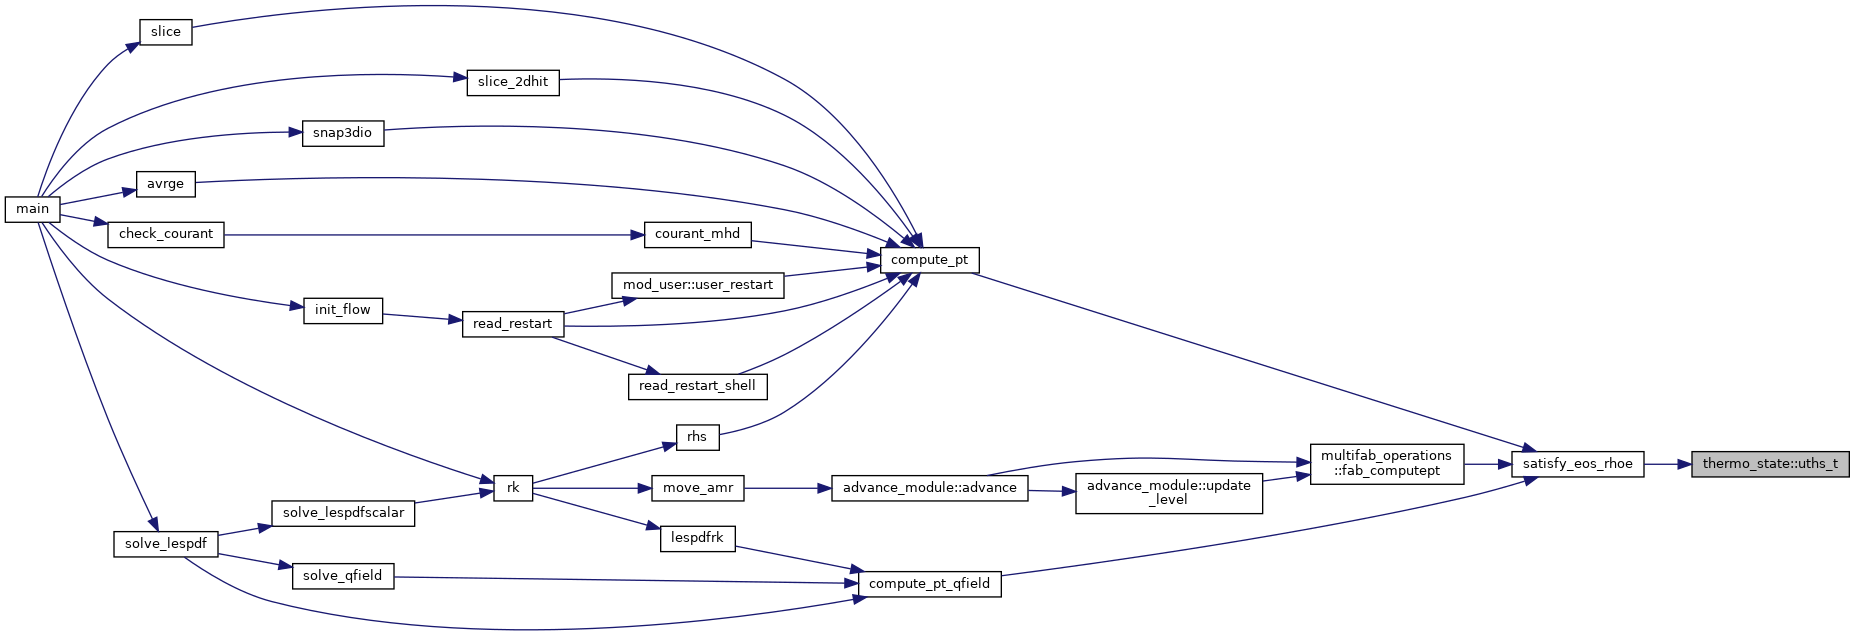 slice
slice_2dhit
snap3dio
avrge
main
check_courant
courant_mhd
compute_pt
mod_user::user_restart
init_flow
read_restart
read_restart_shell
rhs
multifab_operations
::fab_computept
satisfy_eos_rhoe
thermo_state::uths_t
rk
move_amr
advance_module::advance
advance_module::update
_level
solve_lespdfscalar
solve_lespdf
lespdfrk
solve_qfield
compute_pt_qfield